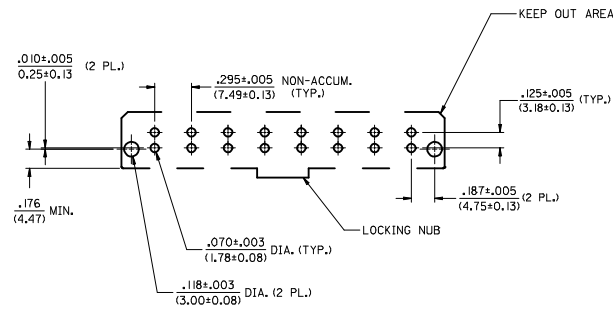 KEEP OUT AREA
.010±.005 (2 PL.)
0.25±0.13
.295±.005 NON-ACCUM.
(7.49±0.13) (TYP.)
.125±.005 (TYP.)
(3.18±0.13)
.176 MIN.
(4.47)
.187±.005 (2 PL.)
(4.75±0.13)
LOCKING NUB
.070±.003 DIA. (TYP.)
(1.78±0.08)
.118±.003 DIA. (2 PL.)
(3.00±0.08)